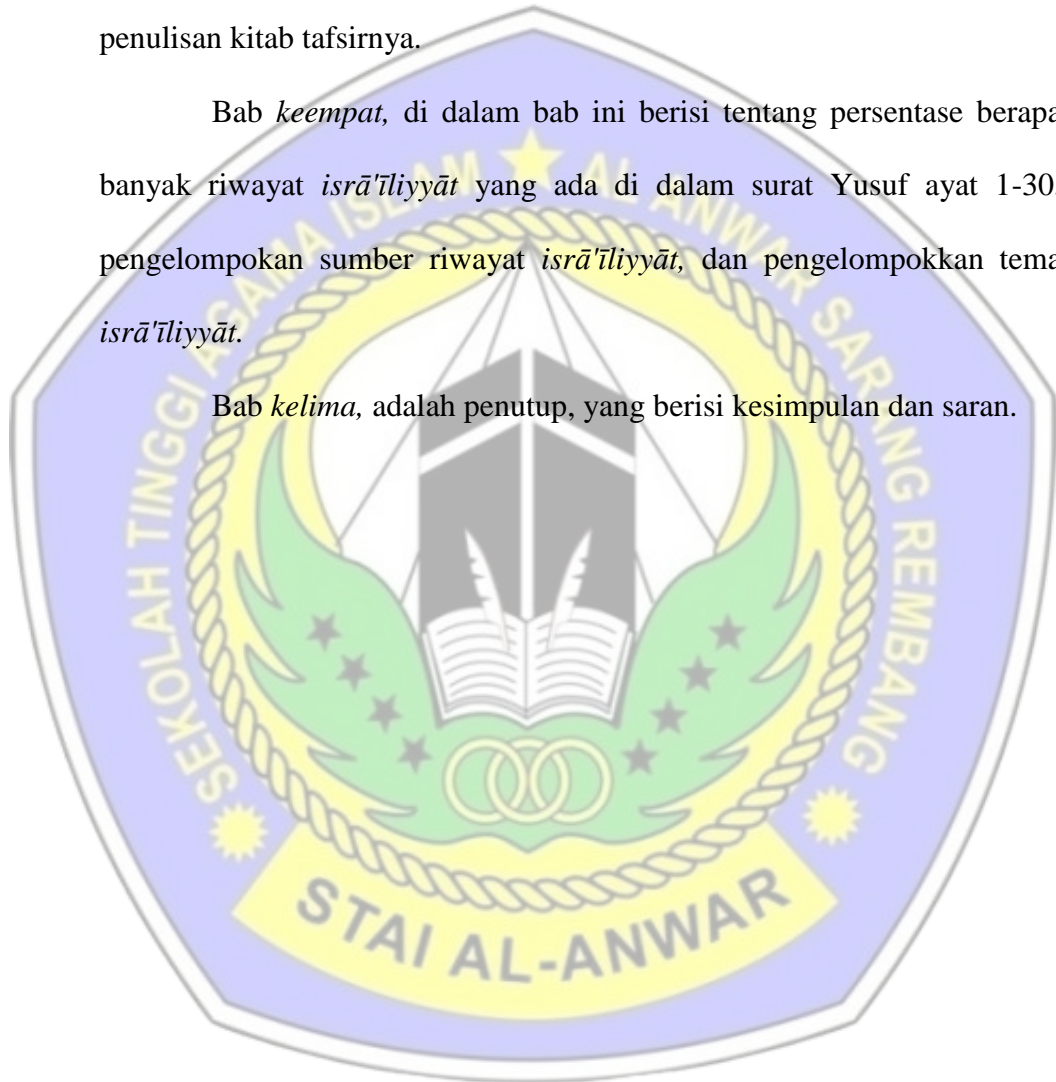 penulisan kitab tafsirnya.
Bab keempat, di dalam bab ini berisi tentang persentase berapa
banyak riwayat isrā'īliyyāt yang ada di dalam surat Yusuf ayat 1-30.
pengelompokan sumber riwayat isrā'īliyyāt, dan pengelompokkan tema
isrā'īliyyāt.
Bab kelima, adalah penutup, yang berisi kesimpulan dan saran.
SEKOLAH TINGGI AGAMA ISLAM AL ANWAR SARANG REMBANG
STAI AL-ANWAR